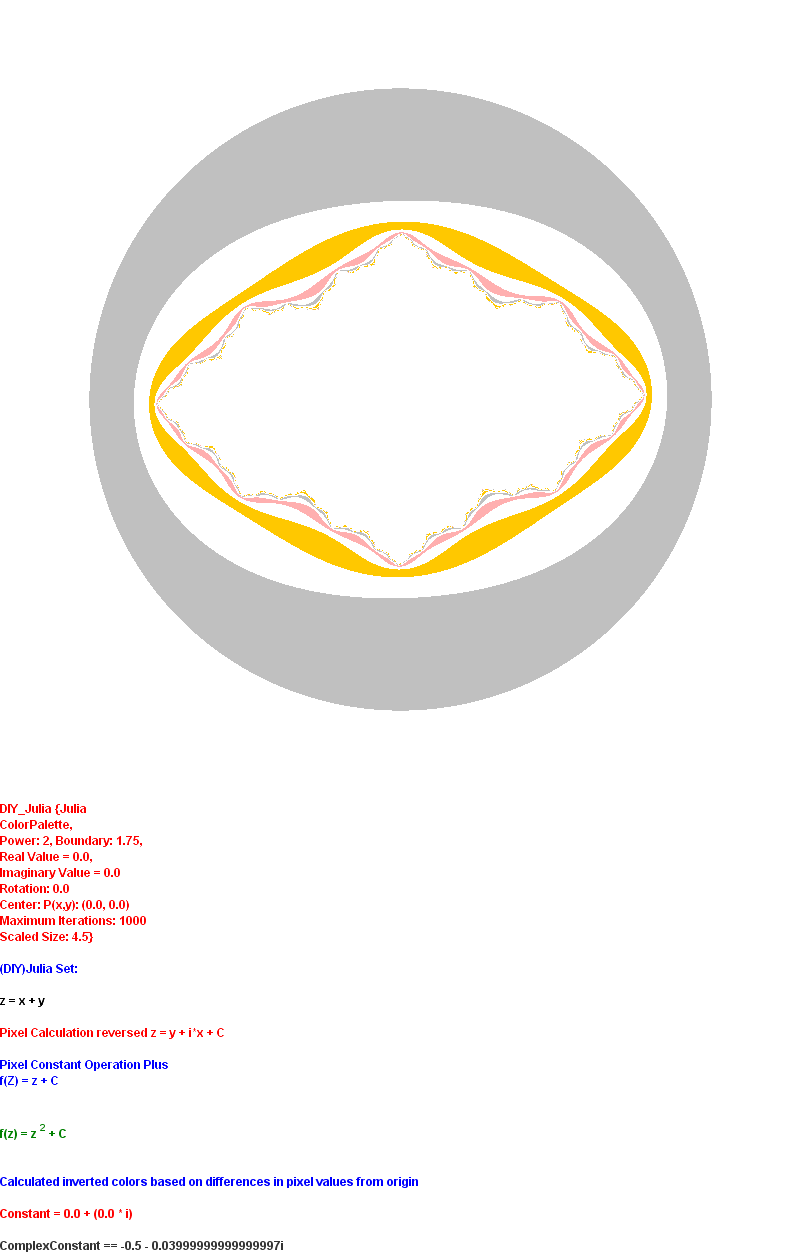 DIY_Julia {Julia
ColorPalette,
Power: 2, Boundary: 1.75,
Real Value = 0.0,
Imaginary Value = 0.0
Rotation: 0.0
Center: P(x,y): (0.0, 0.0)
Maximum Iterations: 1000
Scaled Size: 4.5}
(DIY)Julia Set:
z = x + y
Pixel Calculation reversed z = y + i*x + C
Pixel Constant Operation Plus
f(Z) = z + C
f(z) = z 2 + C
Calculated inverted colors based on differences in pixel values from origin
Constant = 0.0 + (0.0 * i)
ComplexConstant == -0.5 - 0.03999999999999997i